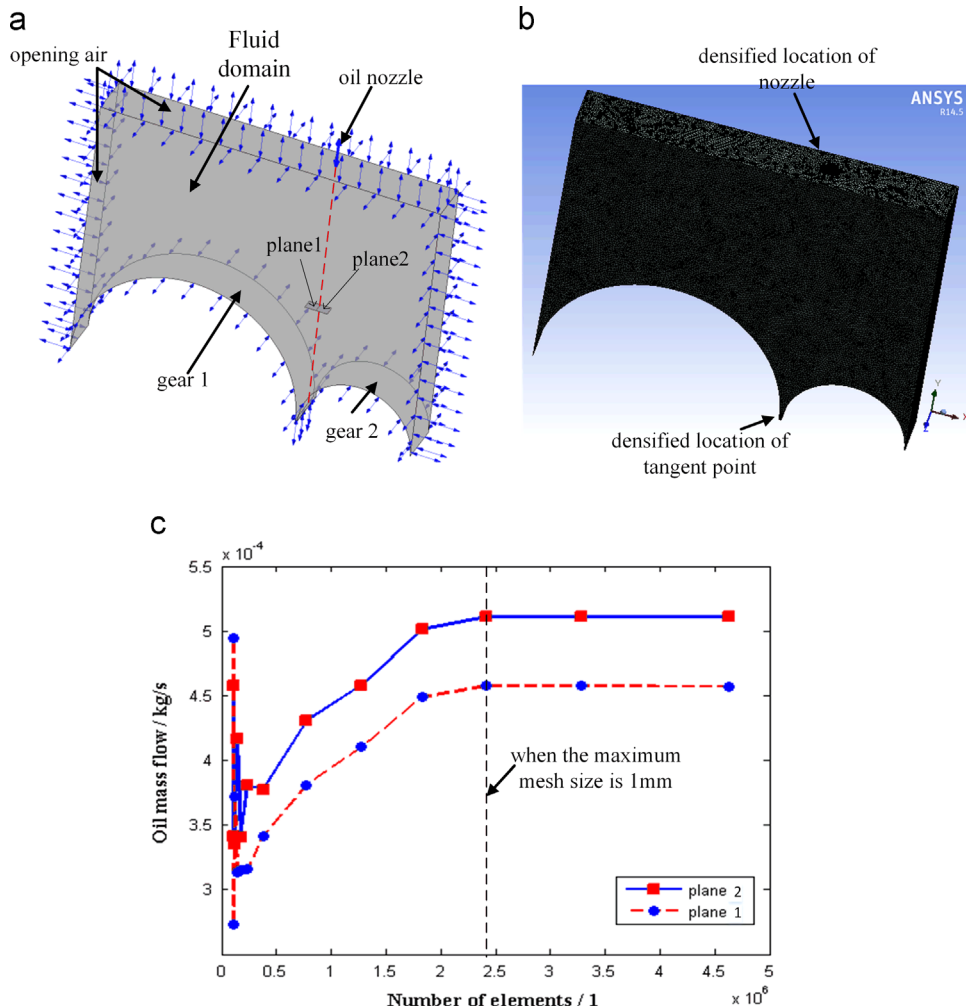 a
opening air
Fluid
domain
oil nozzle
plane1
plane2
gear 1
gear 2
b
densified location of
nozzle
ANSYS
R14.5
Y
X
Z
densified location of
tangent point
c
x 10⁻⁴
5.5
5
4.5
4
3.5
3
Oil mass flow / kg/s
when the maximum
mesh size is 1mm
plane 2
plane 1
0 0.5 1 1.5 2 2.5 3 3.5 4 4.5 5
x 10⁶
Number of elements / 1